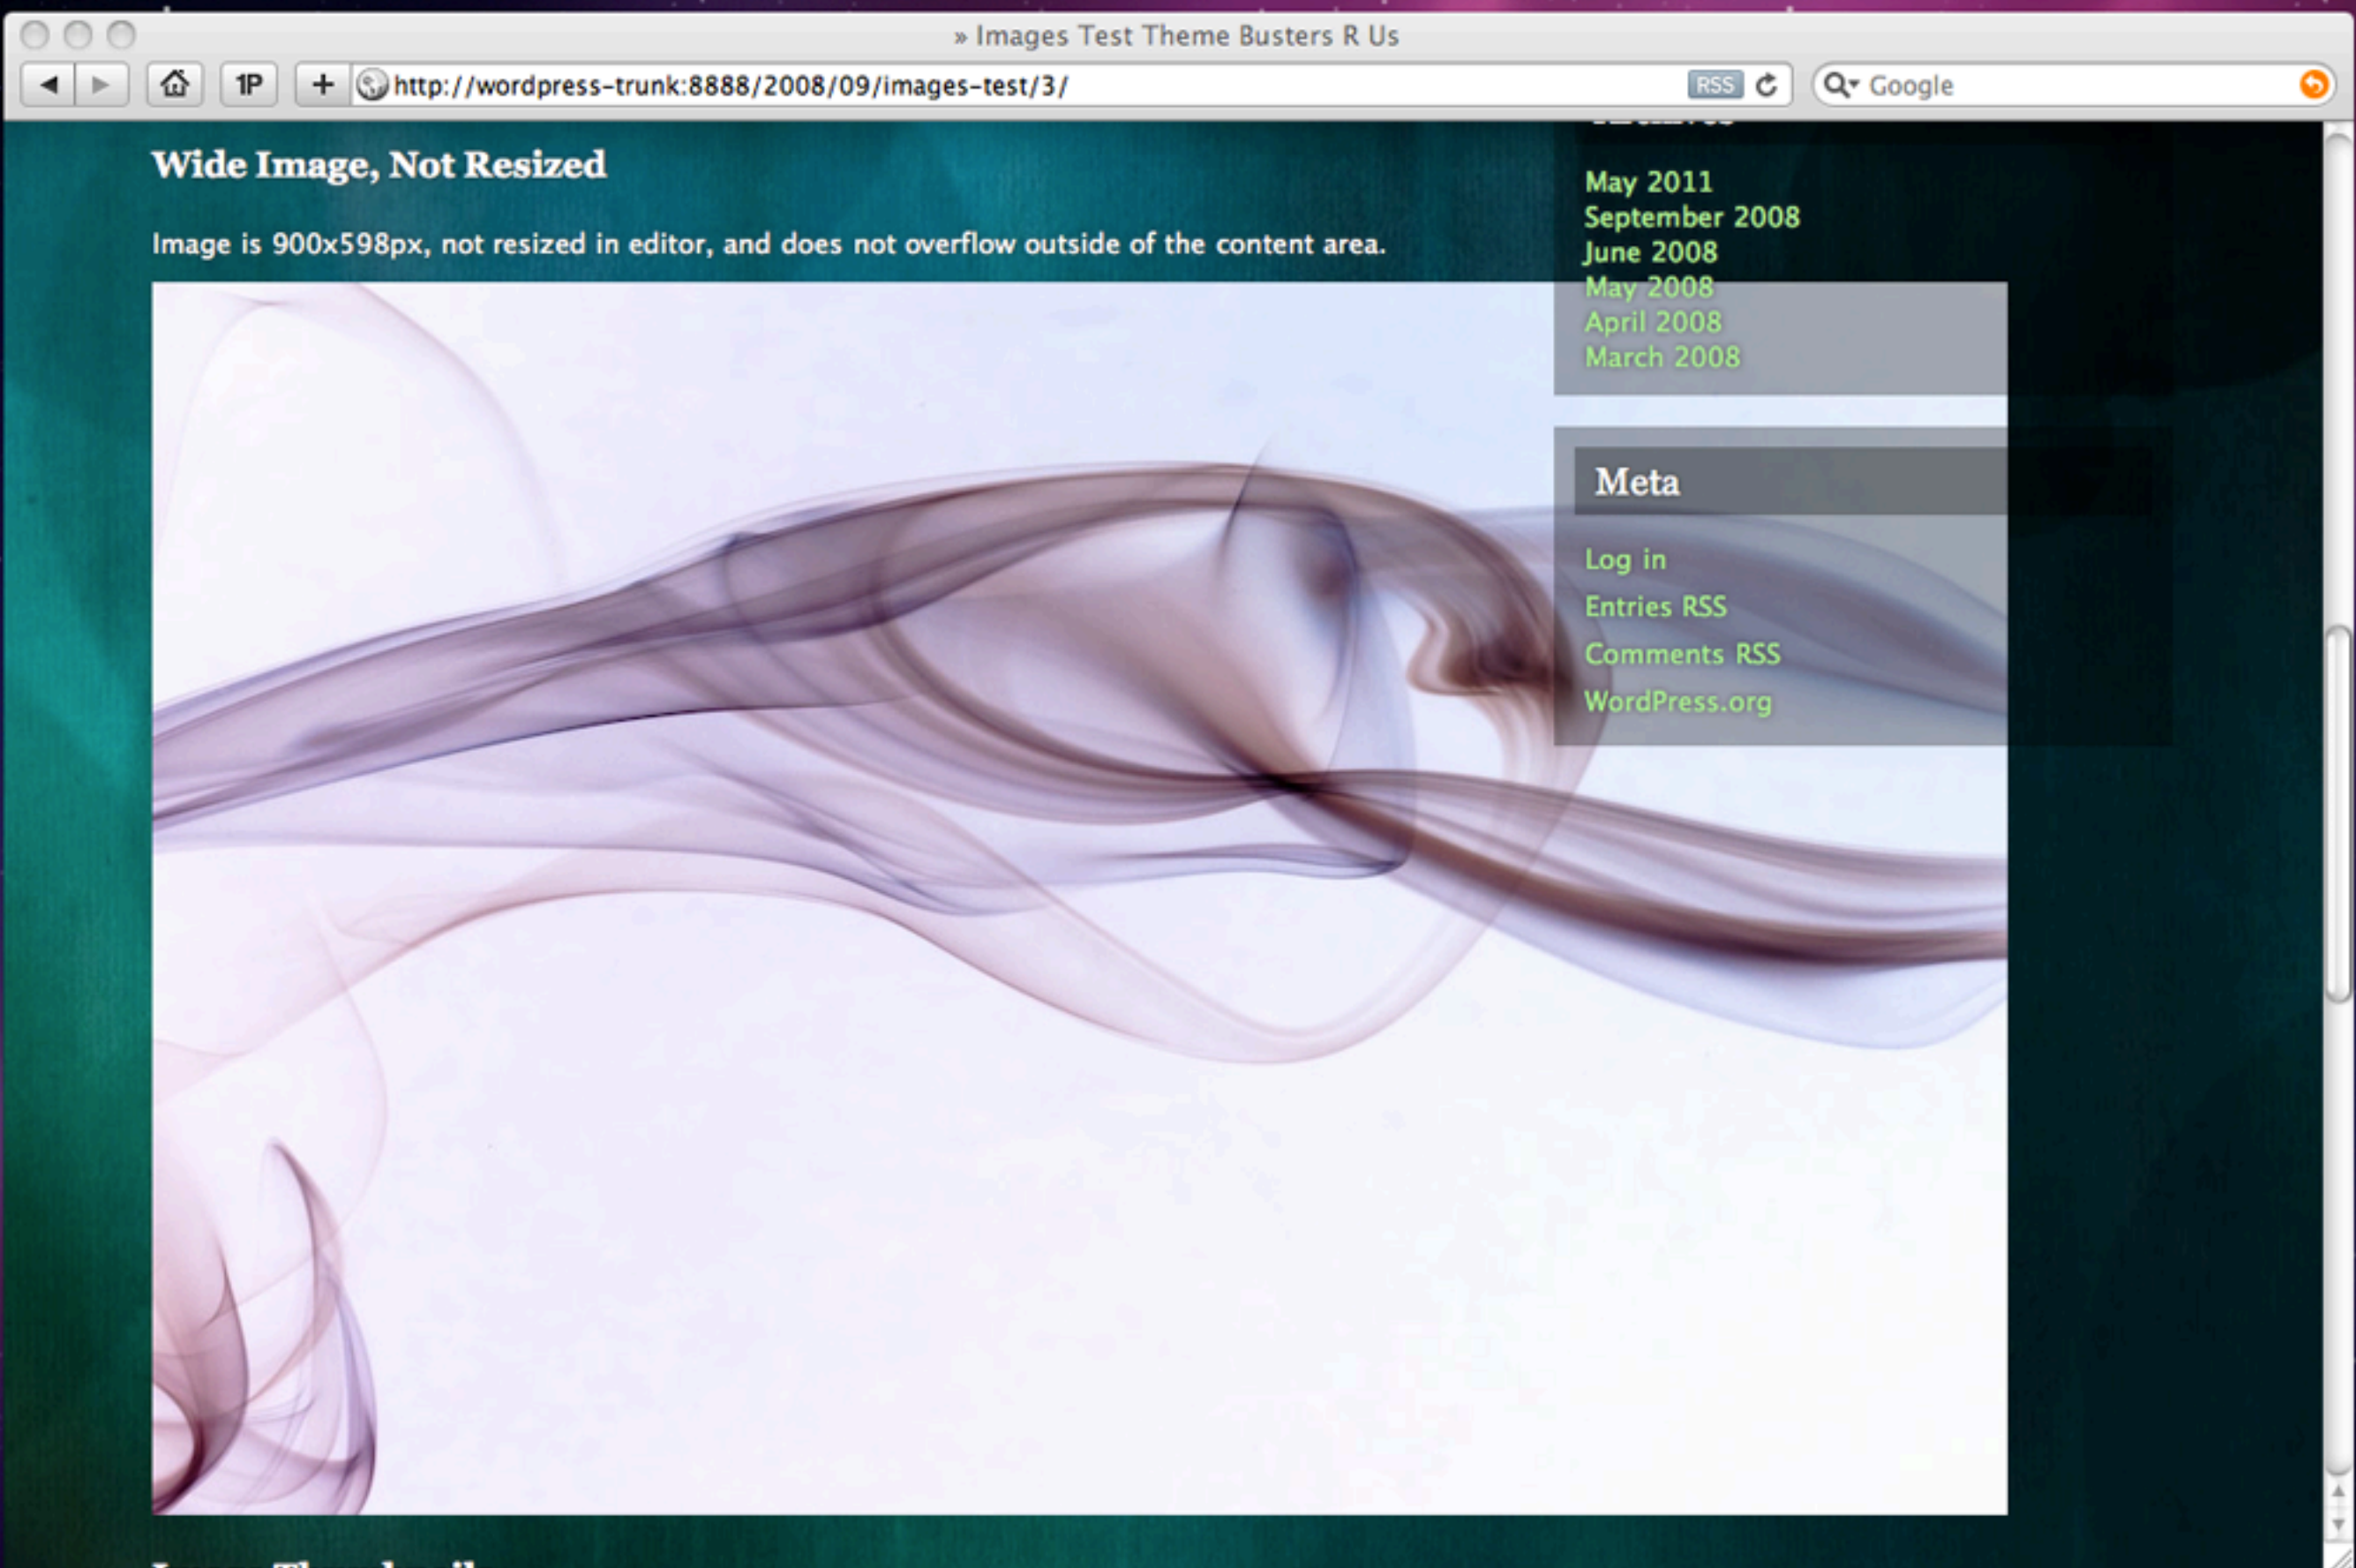 » Images Test Theme Busters R Us
1P
+
http://wordpress-trunk:8888/2008/09/images-test/3/
RSS
Google
Wide Image, Not Resized
Image is 900x598px, not resized in editor, and does not overflow outside of the content area.
May 2011
September 2008
June 2008
May 2008
April 2008
March 2008
Meta
Log in
Entries RSS
Comments RSS
WordPress.org